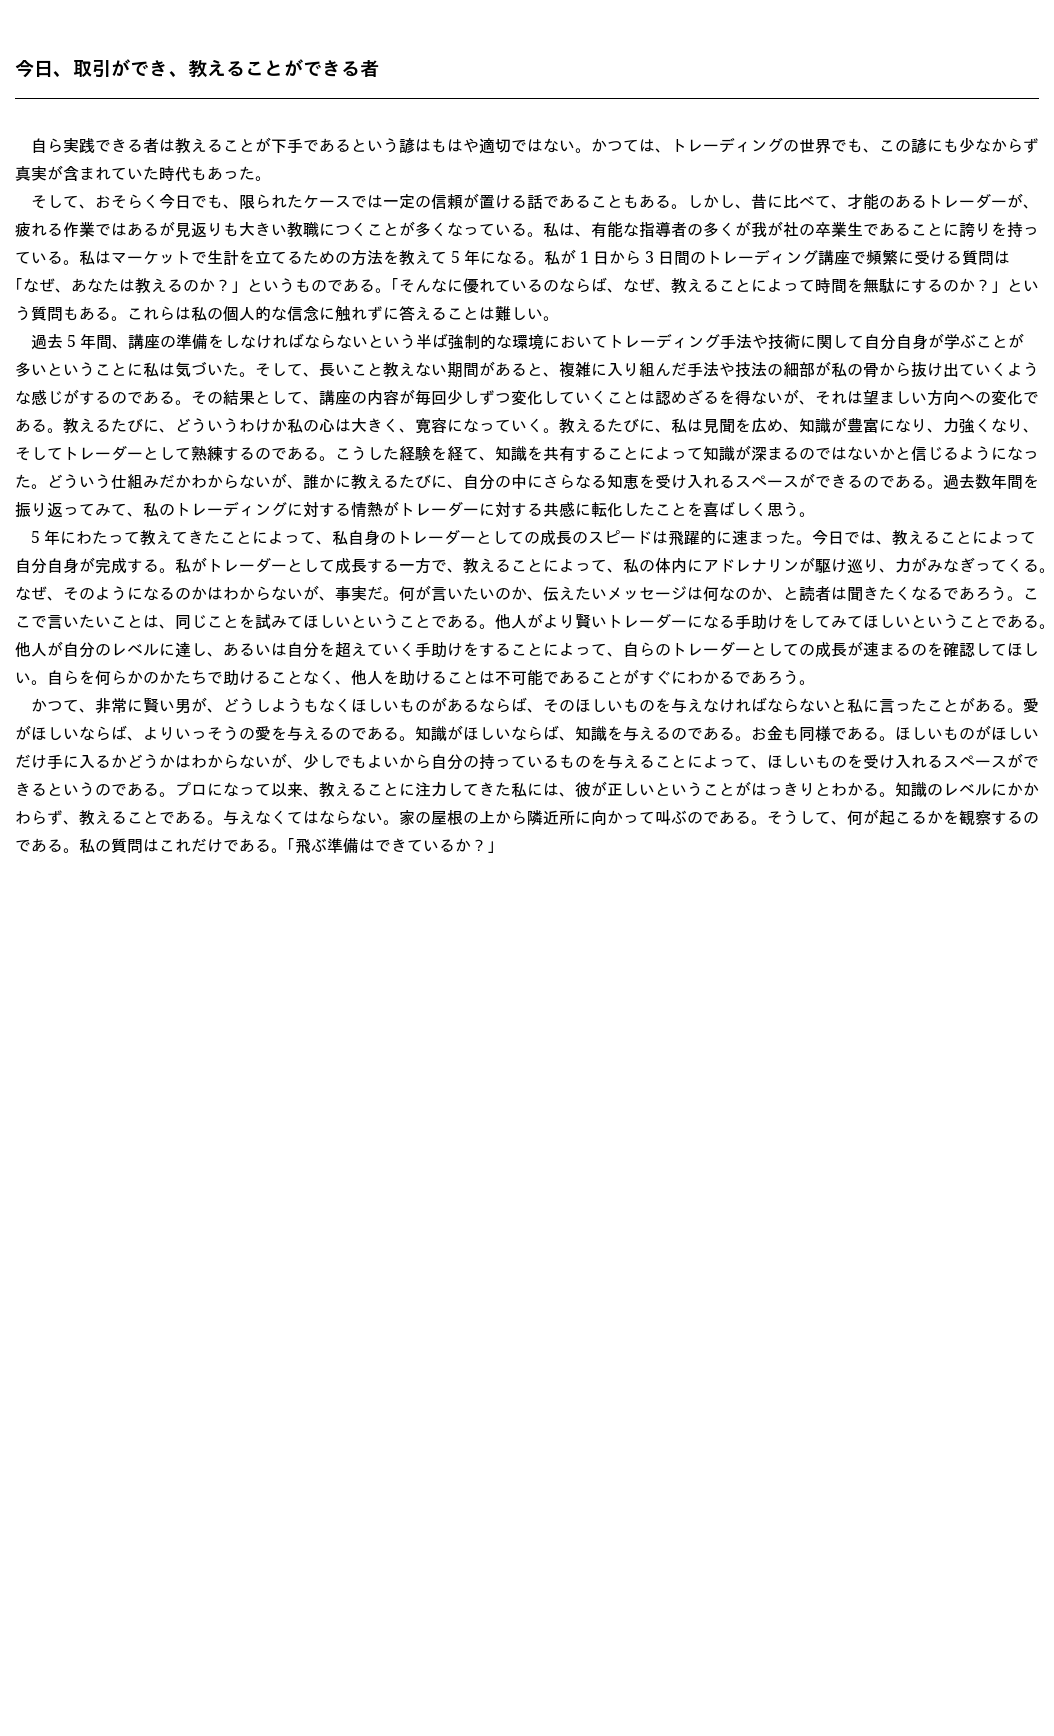 今日、取引ができ、教えることができる者
　自ら実践できる者は教えることが下手であるという諺はもはや適切ではない。かつては、トレーディングの世界でも、この諺にも少なからず
真実が含まれていた時代もあった。
　そして、おそらく今日でも、限られたケースでは一定の信頼が置ける話であることもある。しかし、昔に比べて、才能のあるトレーダーが、
疲れる作業ではあるが見返りも大きい教職につくことが多くなっている。私は、有能な指導者の多くが我が社の卒業生であることに誇りを持っ
ている。私はマーケットで生計を立てるための方法を教えて 5 年になる。私が 1 日から 3 日間のトレーディング講座で頻繁に受ける質問は
「なぜ、あなたは教えるのか？」というものである。「そんなに優れているのならば、なぜ、教えることによって時間を無駄にするのか？」とい
う質問もある。これらは私の個人的な信念に触れずに答えることは難しい。
　過去 5 年間、講座の準備をしなければならないという半ば強制的な環境においてトレーディング手法や技術に関して自分自身が学ぶことが
多いということに私は気づいた。そして、長いこと教えない期間があると、複雑に入り組んだ手法や技法の細部が私の骨から抜け出ていくよう
な感じがするのである。その結果として、講座の内容が毎回少しずつ変化していくことは認めざるを得ないが、それは望ましい方向への変化で
ある。教えるたびに、どういうわけか私の心は大きく、寛容になっていく。教えるたびに、私は見聞を広め、知識が豊富になり、力強くなり、
そしてトレーダーとして熟練するのである。こうした経験を経て、知識を共有することによって知識が深まるのではないかと信じるようになっ
た。どういう仕組みだかわからないが、誰かに教えるたびに、自分の中にさらなる知恵を受け入れるスペースができるのである。過去数年間を
振り返ってみて、私のトレーディングに対する情熱がトレーダーに対する共感に転化したことを喜ばしく思う。
　5 年にわたって教えてきたことによって、私自身のトレーダーとしての成長のスピードは飛躍的に速まった。今日では、教えることによって
自分自身が完成する。私がトレーダーとして成長する一方で、教えることによって、私の体内にアドレナリンが駆け巡り、力がみなぎってくる。
なぜ、そのようになるのかはわからないが、事実だ。何が言いたいのか、伝えたいメッセージは何なのか、と読者は聞きたくなるであろう。こ
こで言いたいことは、同じことを試みてほしいということである。他人がより賢いトレーダーになる手助けをしてみてほしいということである。
他人が自分のレベルに達し、あるいは自分を超えていく手助けをすることによって、自らのトレーダーとしての成長が速まるのを確認してほし
い。自らを何らかのかたちで助けることなく、他人を助けることは不可能であることがすぐにわかるであろう。
　かつて、非常に賢い男が、どうしようもなくほしいものがあるならば、そのほしいものを与えなければならないと私に言ったことがある。愛
がほしいならば、よりいっそうの愛を与えるのである。知識がほしいならば、知識を与えるのである。お金も同様である。ほしいものがほしい
だけ手に入るかどうかはわからないが、少しでもよいから自分の持っているものを与えることによって、ほしいものを受け入れるスペースがで
きるというのである。プロになって以来、教えることに注力してきた私には、彼が正しいということがはっきりとわかる。知識のレベルにかか
わらず、教えることである。与えなくてはならない。家の屋根の上から隣近所に向かって叫ぶのである。そうして、何が起こるかを観察するの
である。私の質問はこれだけである。「飛ぶ準備はできているか？」